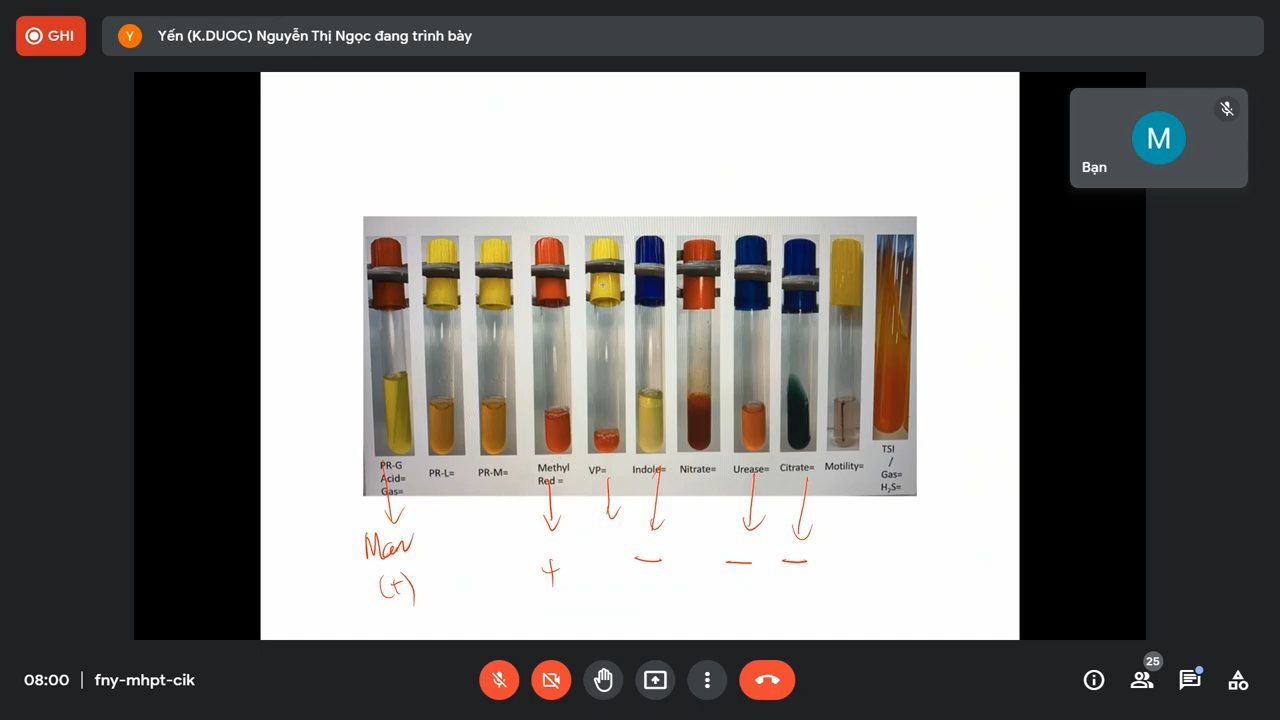 GHI
Y
Yến (K.DUOC) Nguyễn Thị Ngọc đang trình bày
M
Bạn
PR-G
Acid=
Gas=
PR-L=
PR-M=
Methyl
Red =
VP=
Indole=
Nitrate=
Urease=
Citrate=
Motility=
TSI
/
Gas=
H₂S=
Man
(+)
+
−
−
−
08:00
fny-mhpt-cik
25